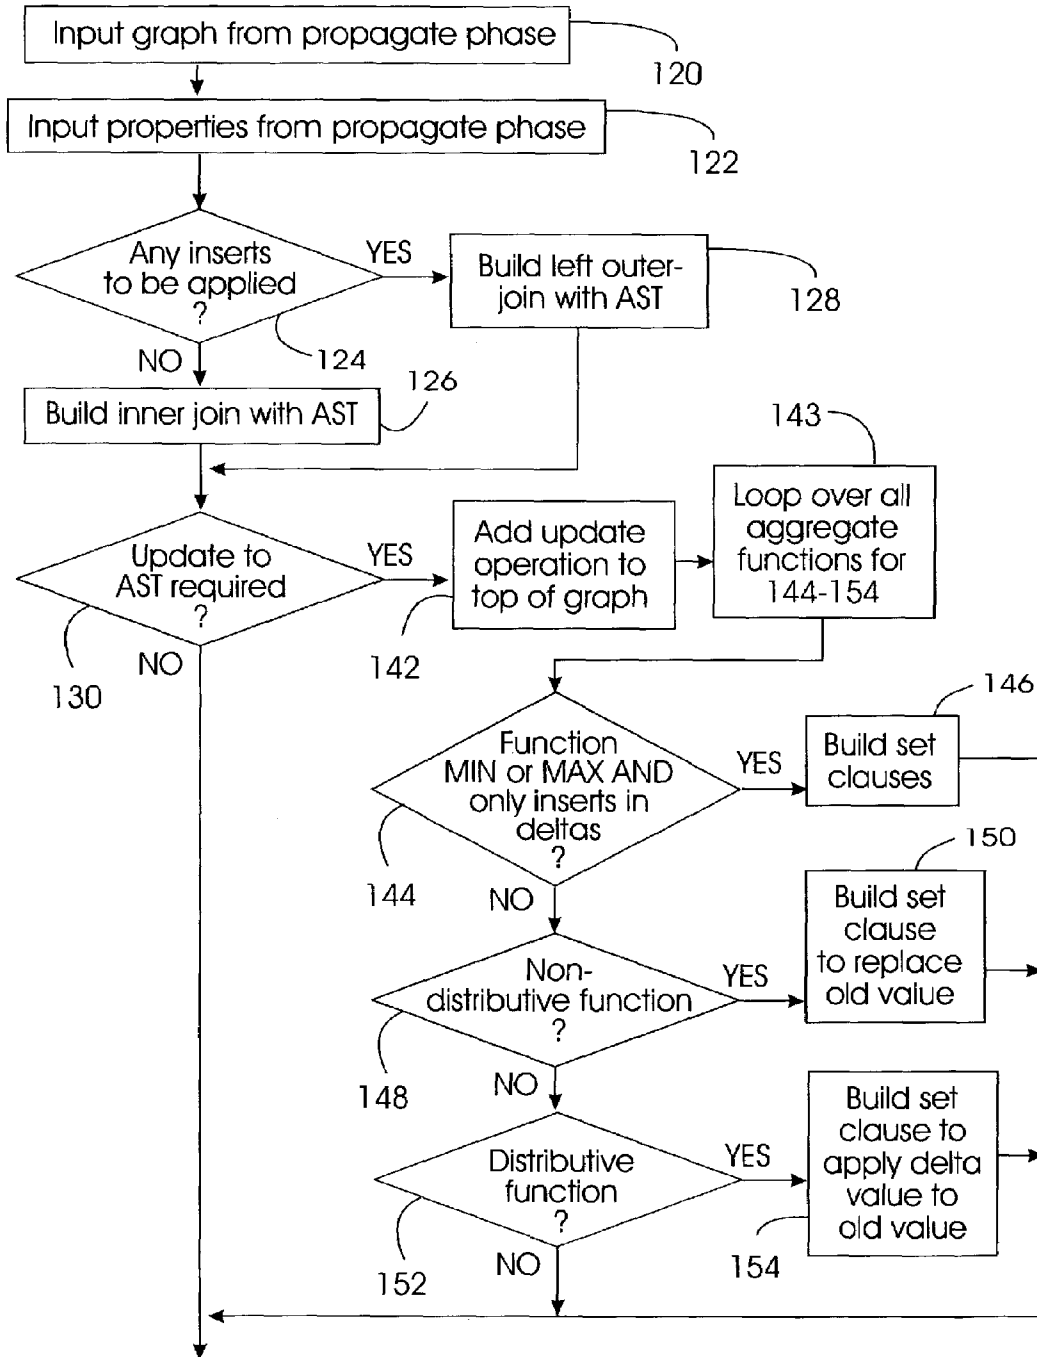 Input graph from propagate phase
120
Input properties from propagate phase
122
Any inserts
to be applied
?
YES
Build left outer-
join with AST
128
124
NO
126
Build inner join with AST
143
Loop over all
aggregate
functions for
144-154
Update to
AST required
?
YES
Add update
operation to
top of graph
142
130
NO
146
Function
MIN or MAX AND
only inserts in
deltas
?
YES
Build set
clauses
144
NO
150
Build set
clause
to replace
old value
Non-
distributive function
?
YES
148
NO
Build set
clause to
apply delta
value to
old value
Distributive
function
?
YES
154
152
NO